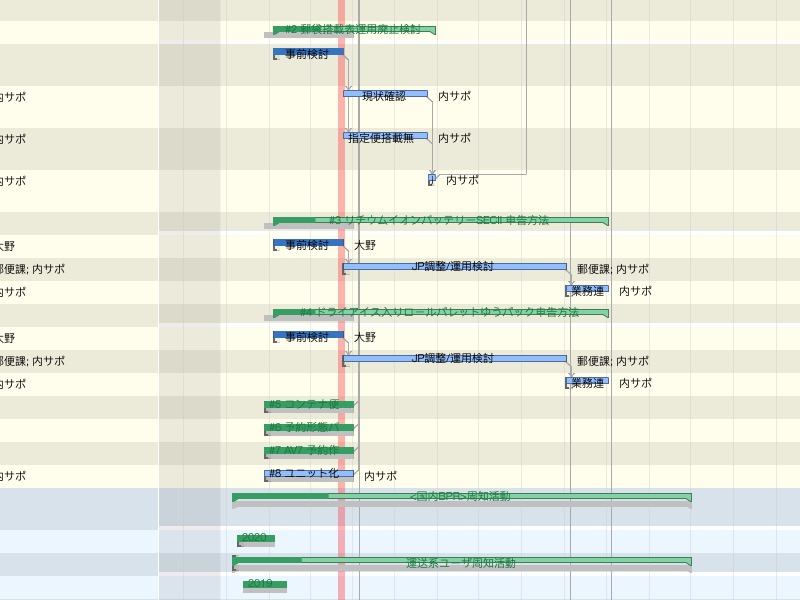 #2 郵袋搭載表運用廃止検討
事前検討
内サポ 現状確認 内サポ
内サポ 指定便搭載無 内サポ
内サポ 内サポ
#3 リチウムイオンバッテリーSECII 申告方法
大野 事前検討 大野
郵便課; 内サポ JP調整/運用検討 郵便課; 内サポ
内サポ 業務連 内サポ
#4 ドライアイス入りロールパレットゆうパック申告方法
大野 事前検討 大野
郵便課; 内サポ JP調整/運用検討 郵便課; 内サポ
内サポ 業務連 内サポ
#5 コンテナ便
#6 予約形態パ
#7 AV7 予約作
内サポ #8 ユニット化 内サポ
<国内BPR>周知活動
2020
運送系ユーザ周知活動
2019